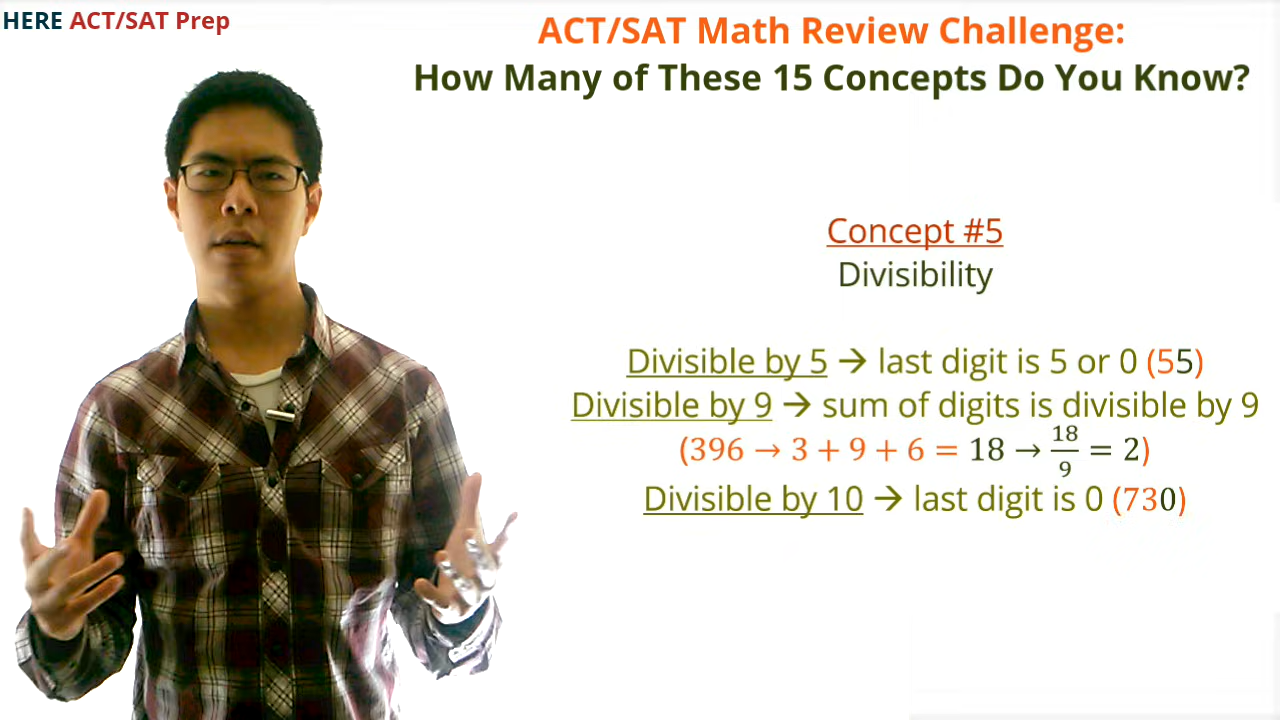 HERE ACT/SAT Prep
ACT/SAT Math Review Challenge:
How Many of These 15 Concepts Do You Know?
Concept #5
Divisibility
Divisible by 5 → last digit is 5 or 0 (55)
Divisible by 9 → sum of digits is divisible by 9
(396 → 3 + 9 + 6 = 18 → 18/9 = 2)
Divisible by 10 → last digit is 0 (730)